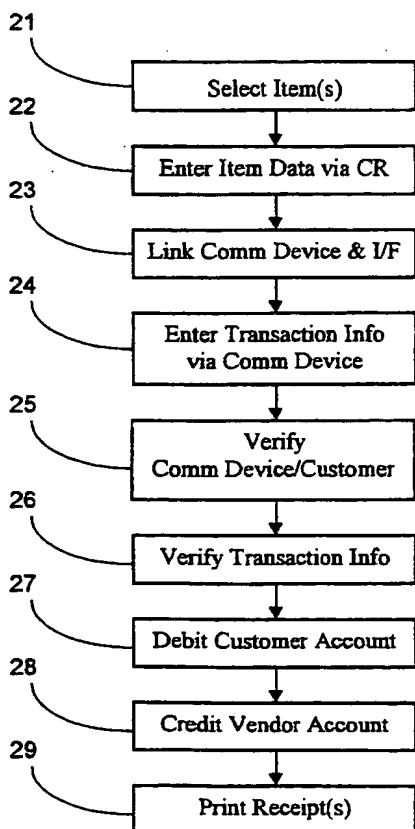 21
Select Item(s)
22
Enter Item Data via CR
23
Link Comm Device & I/F
24
Enter Transaction Info
via Comm Device
25
Verify
Comm Device/Customer
26
Verify Transaction Info
27
Debit Customer Account
28
Credit Vendor Account
29
Print Receipt(s)